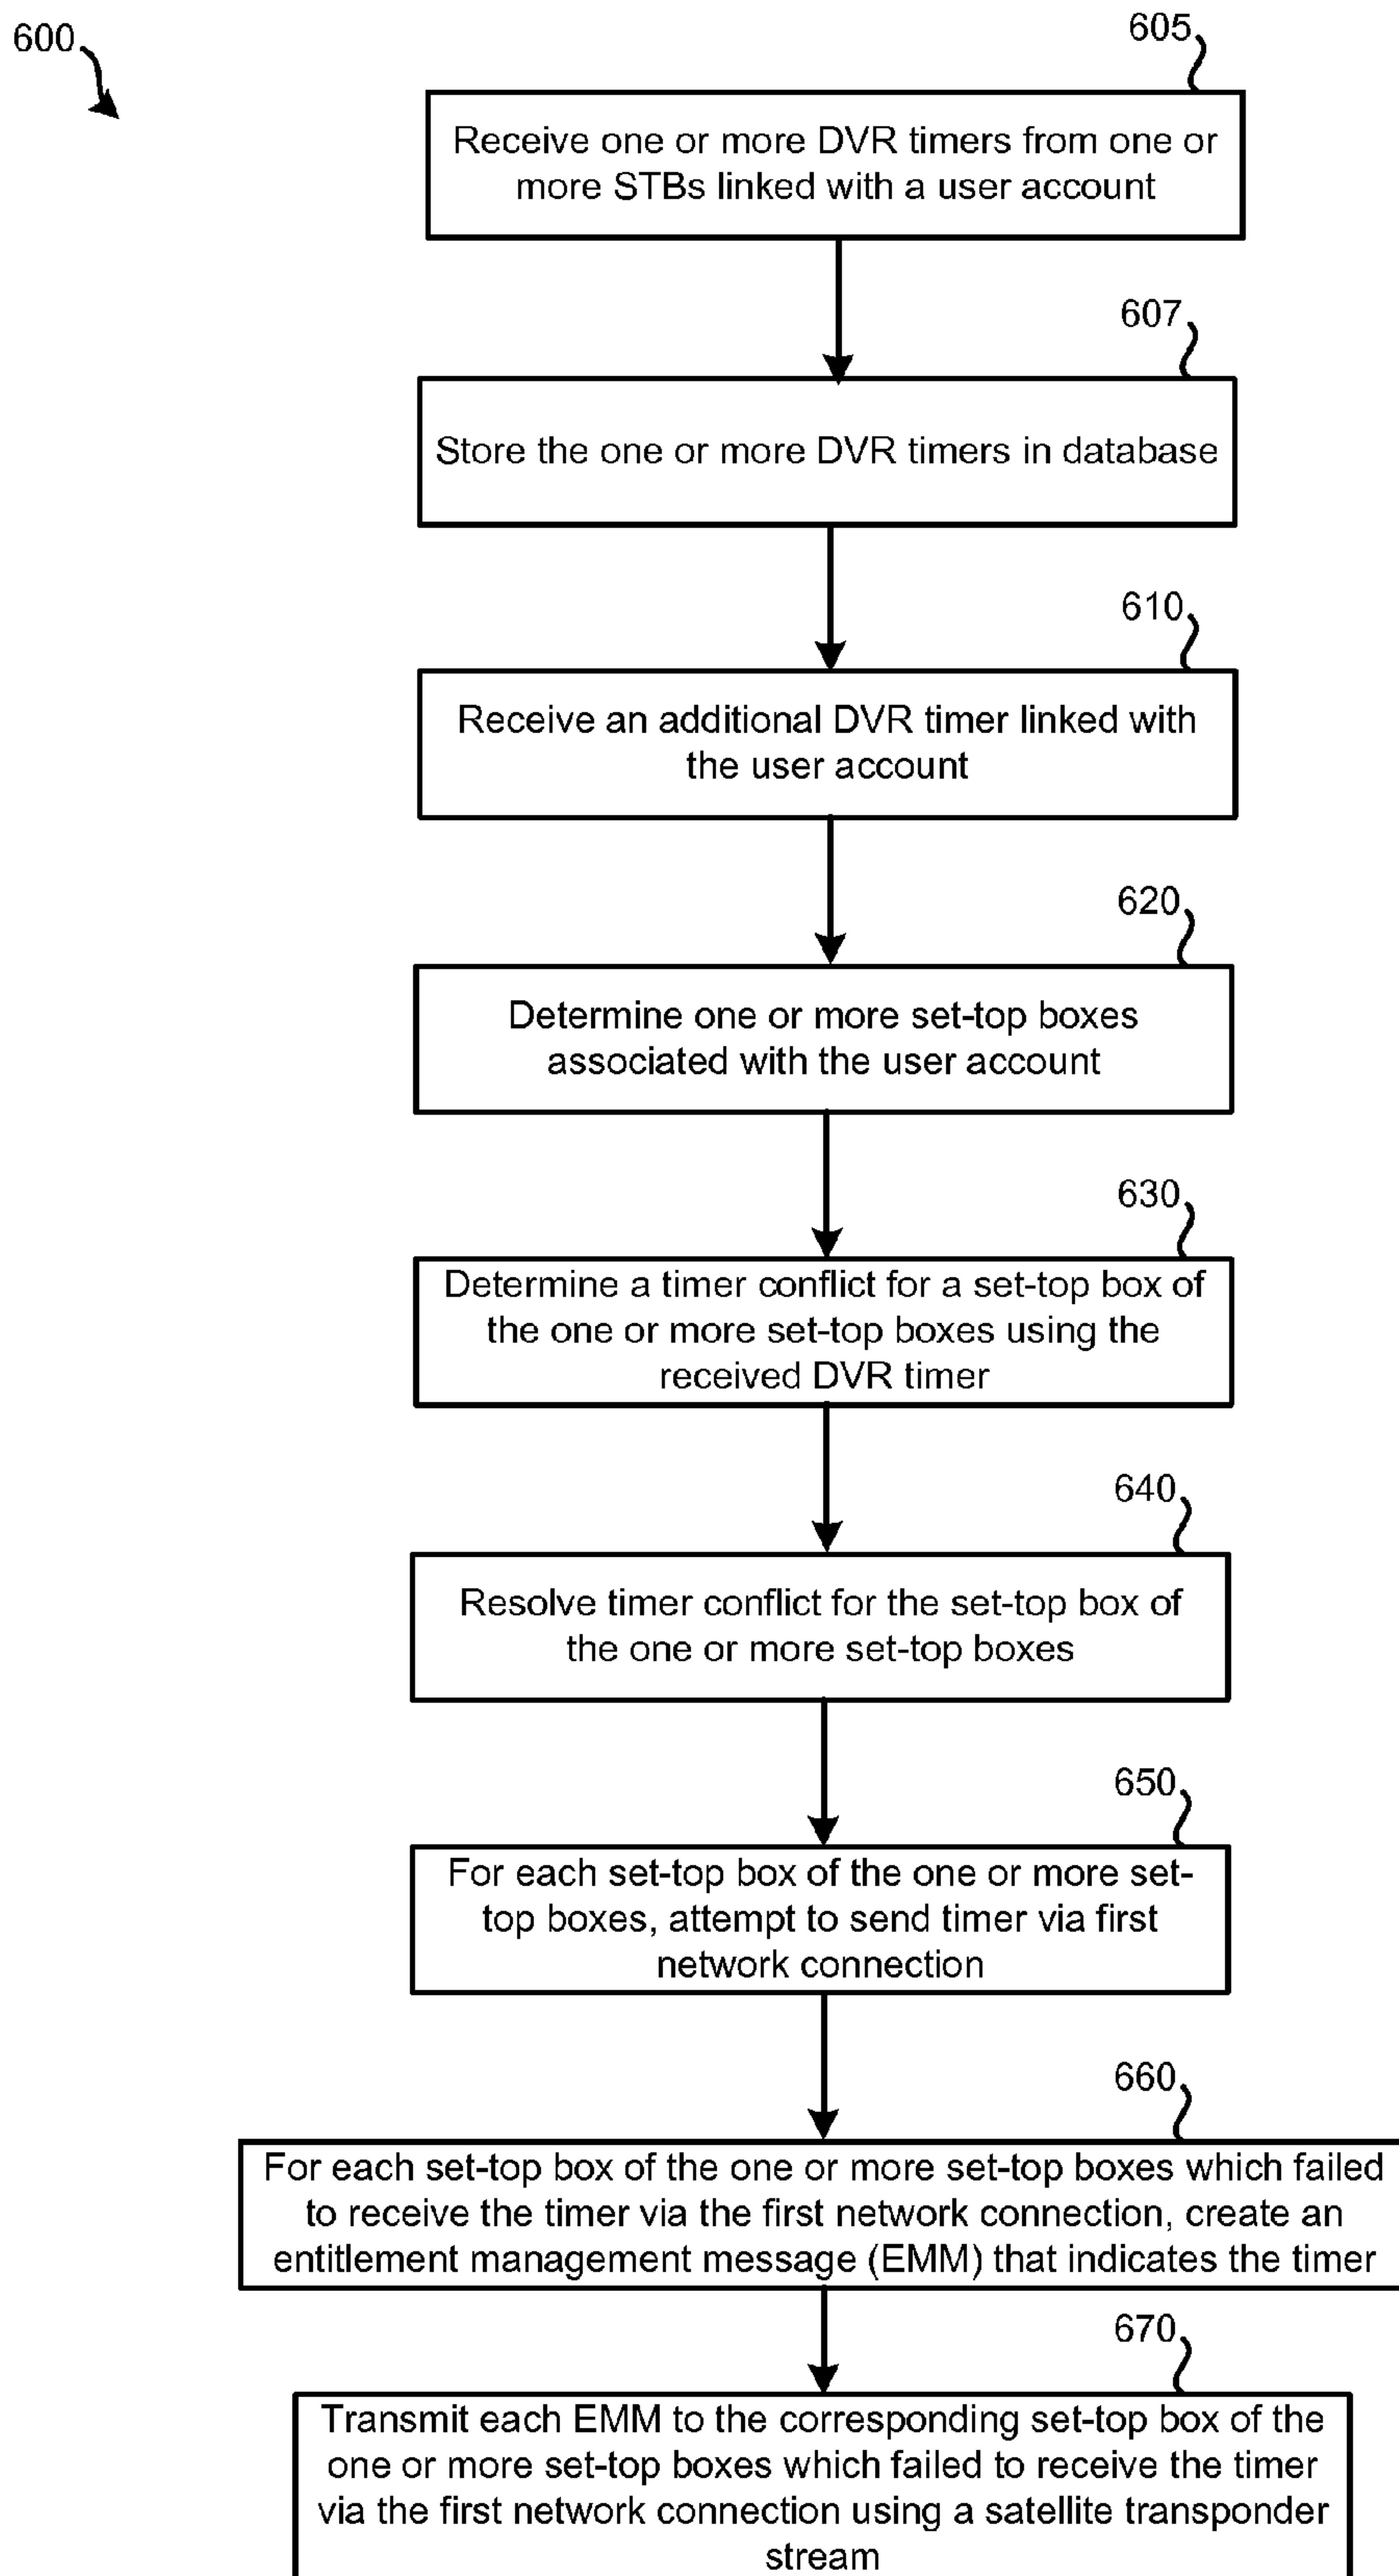 600
605
Receive one or more DVR timers from one or
more STBs linked with a user account
607
Store the one or more DVR timers in database
610
Receive an additional DVR timer linked with
the user account
620
Determine one or more set-top boxes
associated with the user account
630
Determine a timer conflict for a set-top box of
the one or more set-top boxes using the
received DVR timer
640
Resolve timer conflict for the set-top box of
the one or more set-top boxes
650
For each set-top box of the one or more set-
top boxes, attempt to send timer via first
network connection
660
For each set-top box of the one or more set-top boxes which failed
to receive the timer via the first network connection, create an
entitlement management message (EMM) that indicates the timer
670
Transmit each EMM to the corresponding set-top box of the
one or more set-top boxes which failed to receive the timer
via the first network connection using a satellite transponder
stream